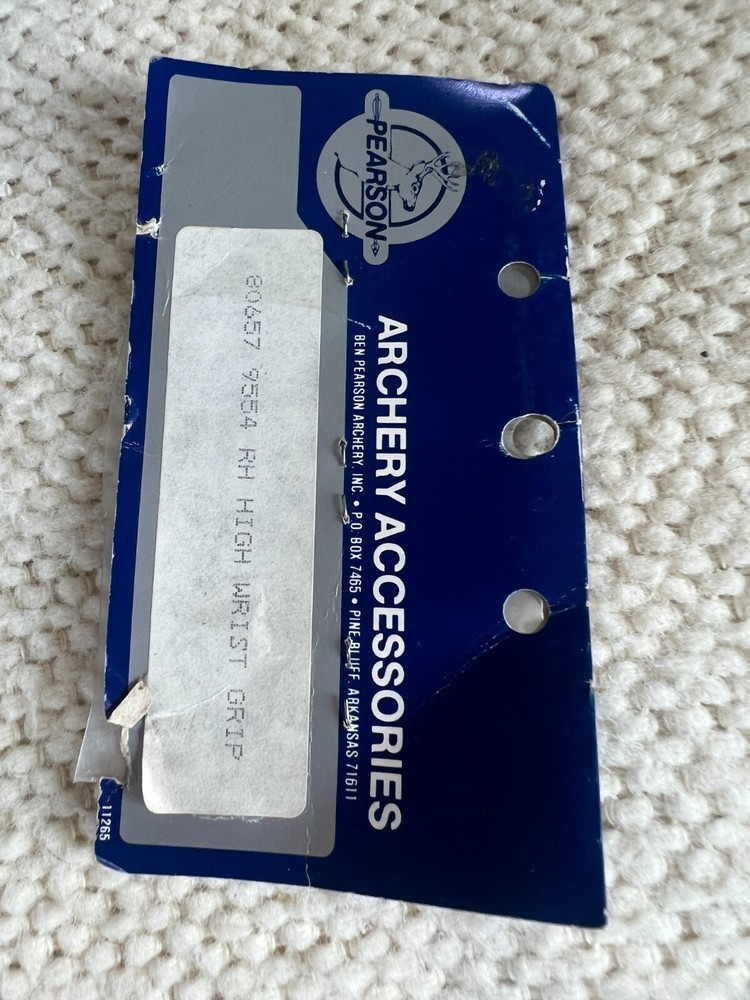 PEARSON
ARCHERY ACCESSORIES
BEN PEARSON ARCHERY, INC. • P.O. BOX 7465 • PINE BLUFF, ARKANSAS 71611
80657 9554 RH HIGH WRIST GRIP
11265